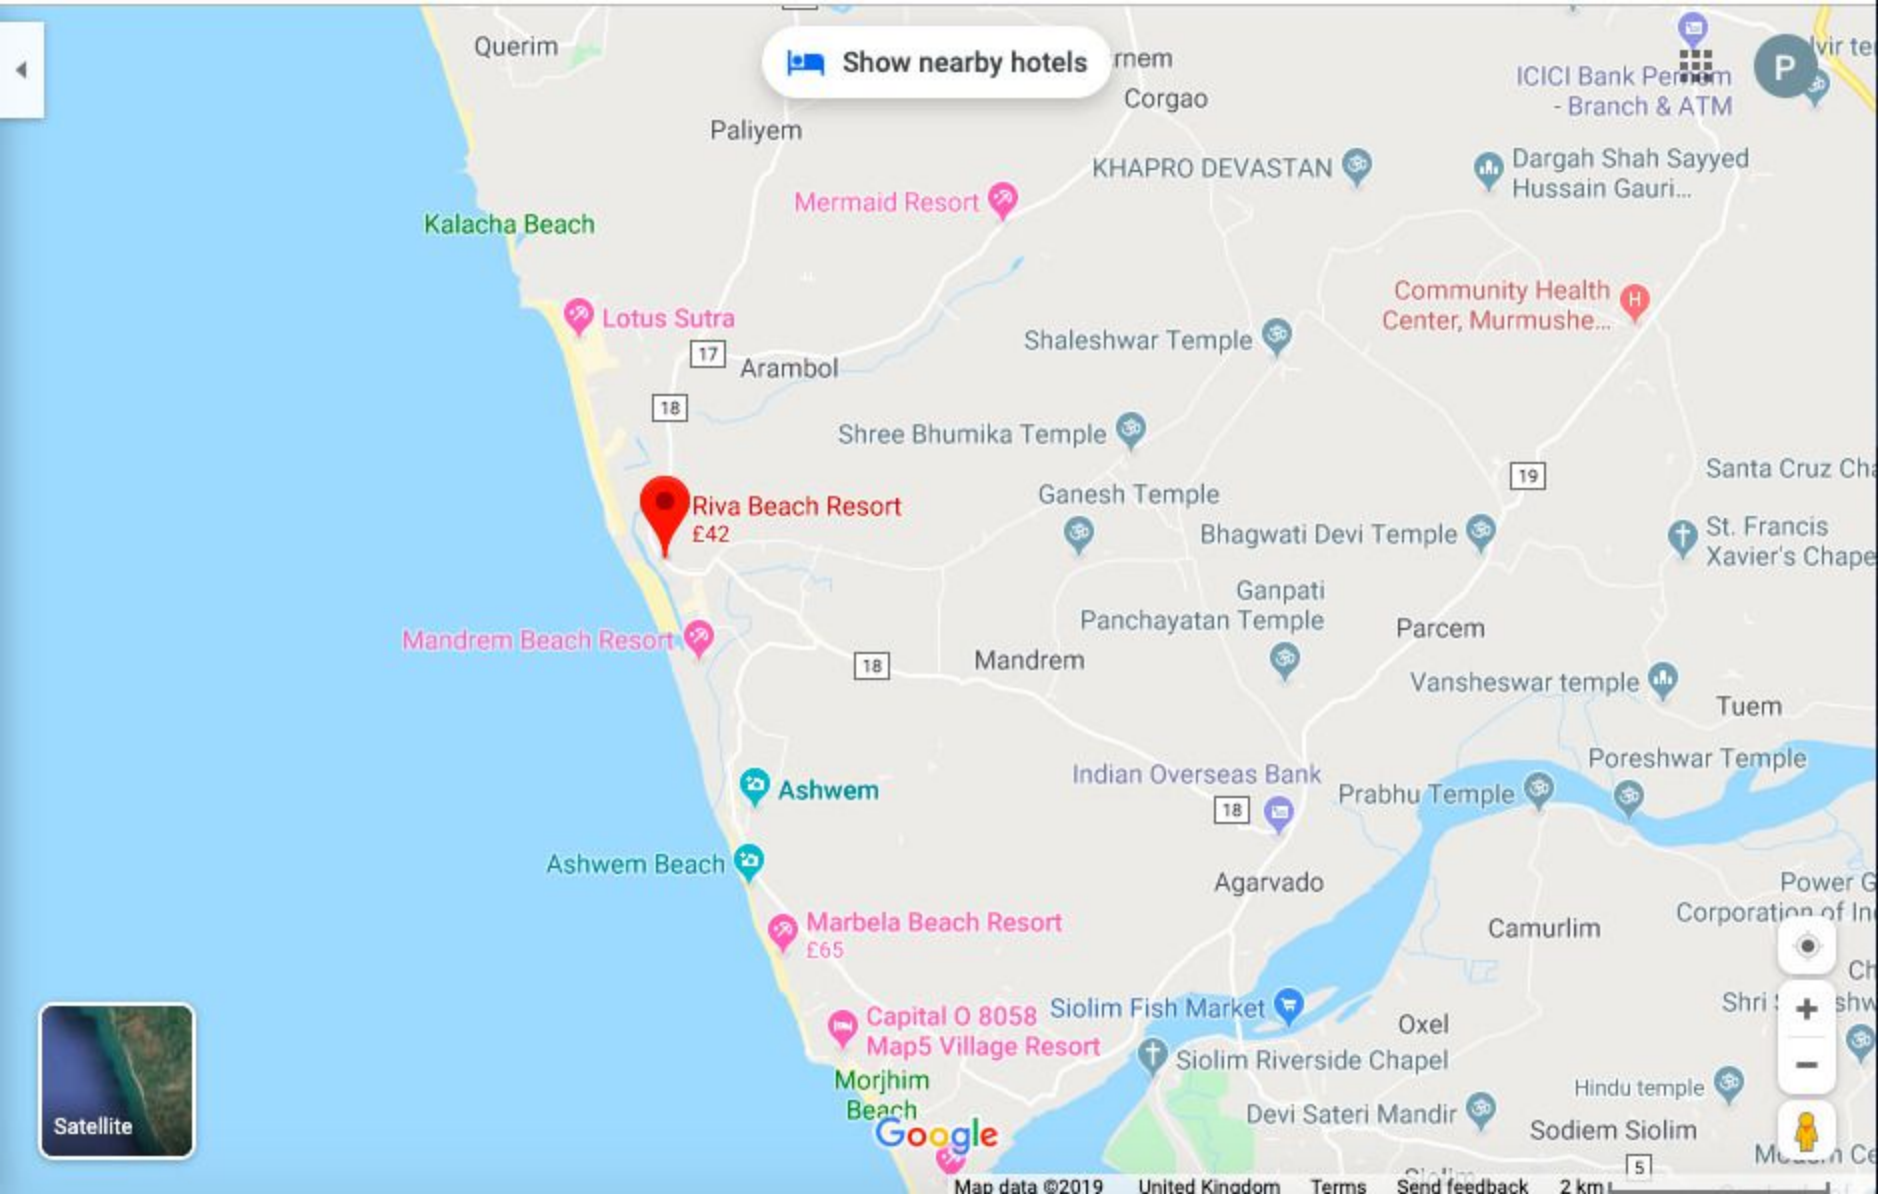 Querim
Show nearby hotels
rnem
Corgao
lvir te
ICICI Bank Pernem
- Branch & ATM
P
Paliyem
KHAPRO DEVASTAN
Dargah Shah Sayyed
Hussain Gauri...
Mermaid Resort
Kalacha Beach
Community Health
Center, Murmushe...
H
Lotus Sutra
Shaleshwar Temple
17
Arambol
18
Shree Bhumika Temple
Santa Cruz Cha
19
Ganesh Temple
Riva Beach Resort
£42
Bhagwati Devi Temple
St. Francis
Xavier's Chape
Ganpati
Panchayatan Temple
Parcem
Mandrem Beach Resort
18
Mandrem
Vansheswar temple
Tuem
Poreshwar Temple
Indian Overseas Bank
Prabhu Temple
Ashwem
18
Ashwem Beach
Agarvado
Power G
Corporation of In
Marbela Beach Resort
£65
Camurlim
Ch
Shri
shw
Siolim Fish Market
Capital O 8058
Map5 Village Resort
Oxel
+
Siolim Riverside Chapel
−
Morjhim
Beach
Hindu temple
Devi Sateri Mandir
Satellite
Google
Sodiem Siolim
5
Siolim
Map data ©2019 United Kingdom Terms Send feedback 2 km